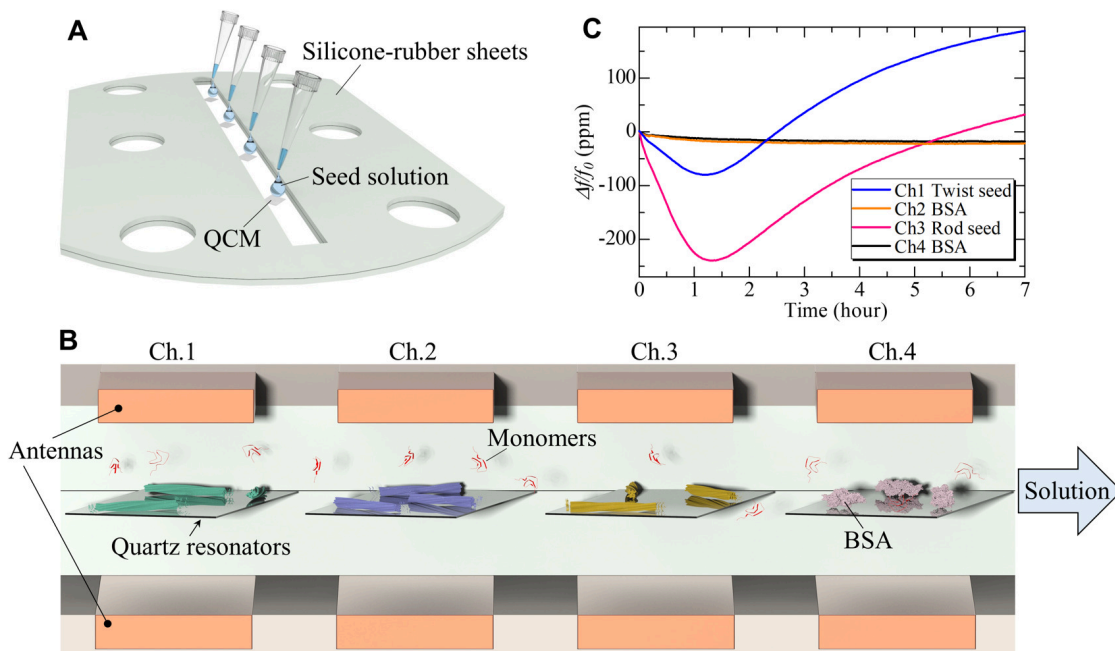 A
Silicone-rubber sheets
Seed solution
QCM
C
100
0
-100
-200
Δf/f0 (ppm)
Ch1 Twist seed
Ch2 BSA
Ch3 Rod seed
Ch4 BSA
0 1 2 3 4 5 6 7
Time (hour)
B
Ch.1 Ch.2 Ch.3 Ch.4
Antennas
Monomers
Solution
Quartz resonators
BSA